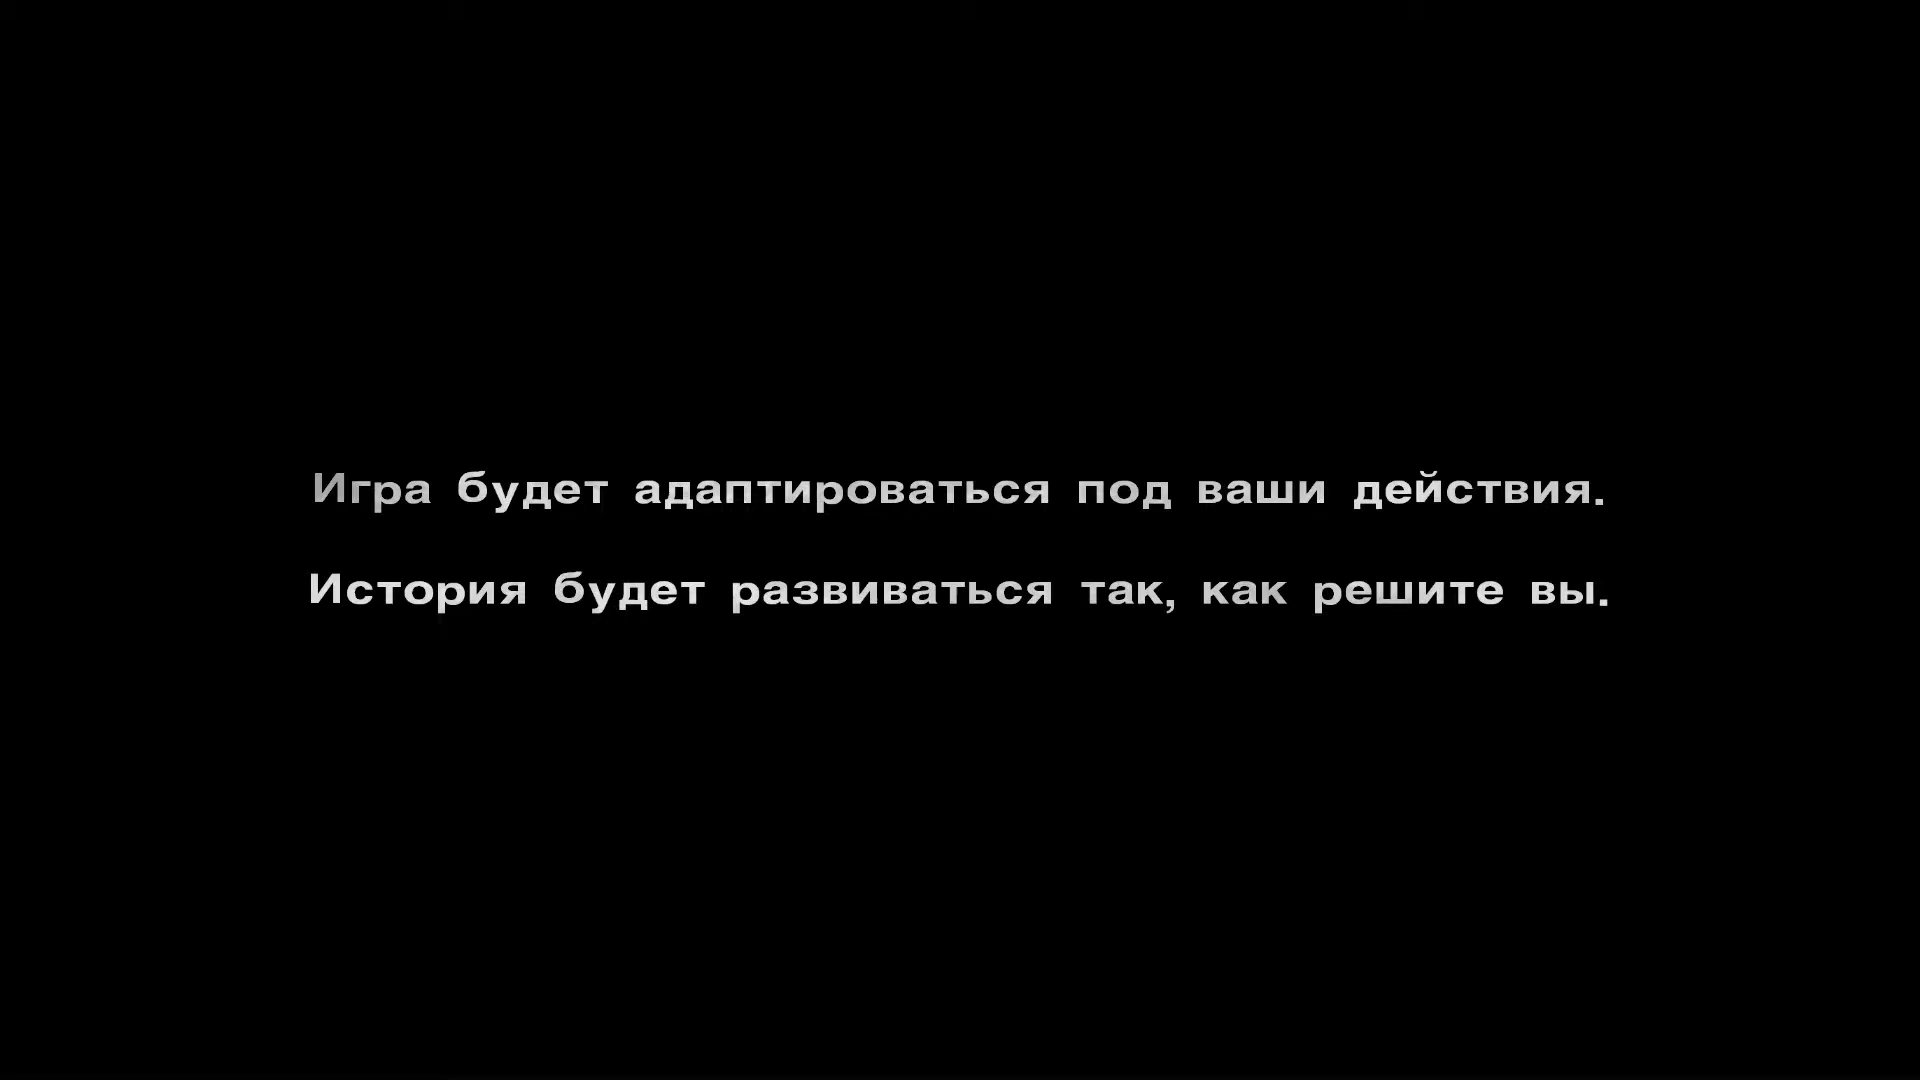 Игра будет адаптироваться под ваши действия.
История будет развиваться так, как решите вы.